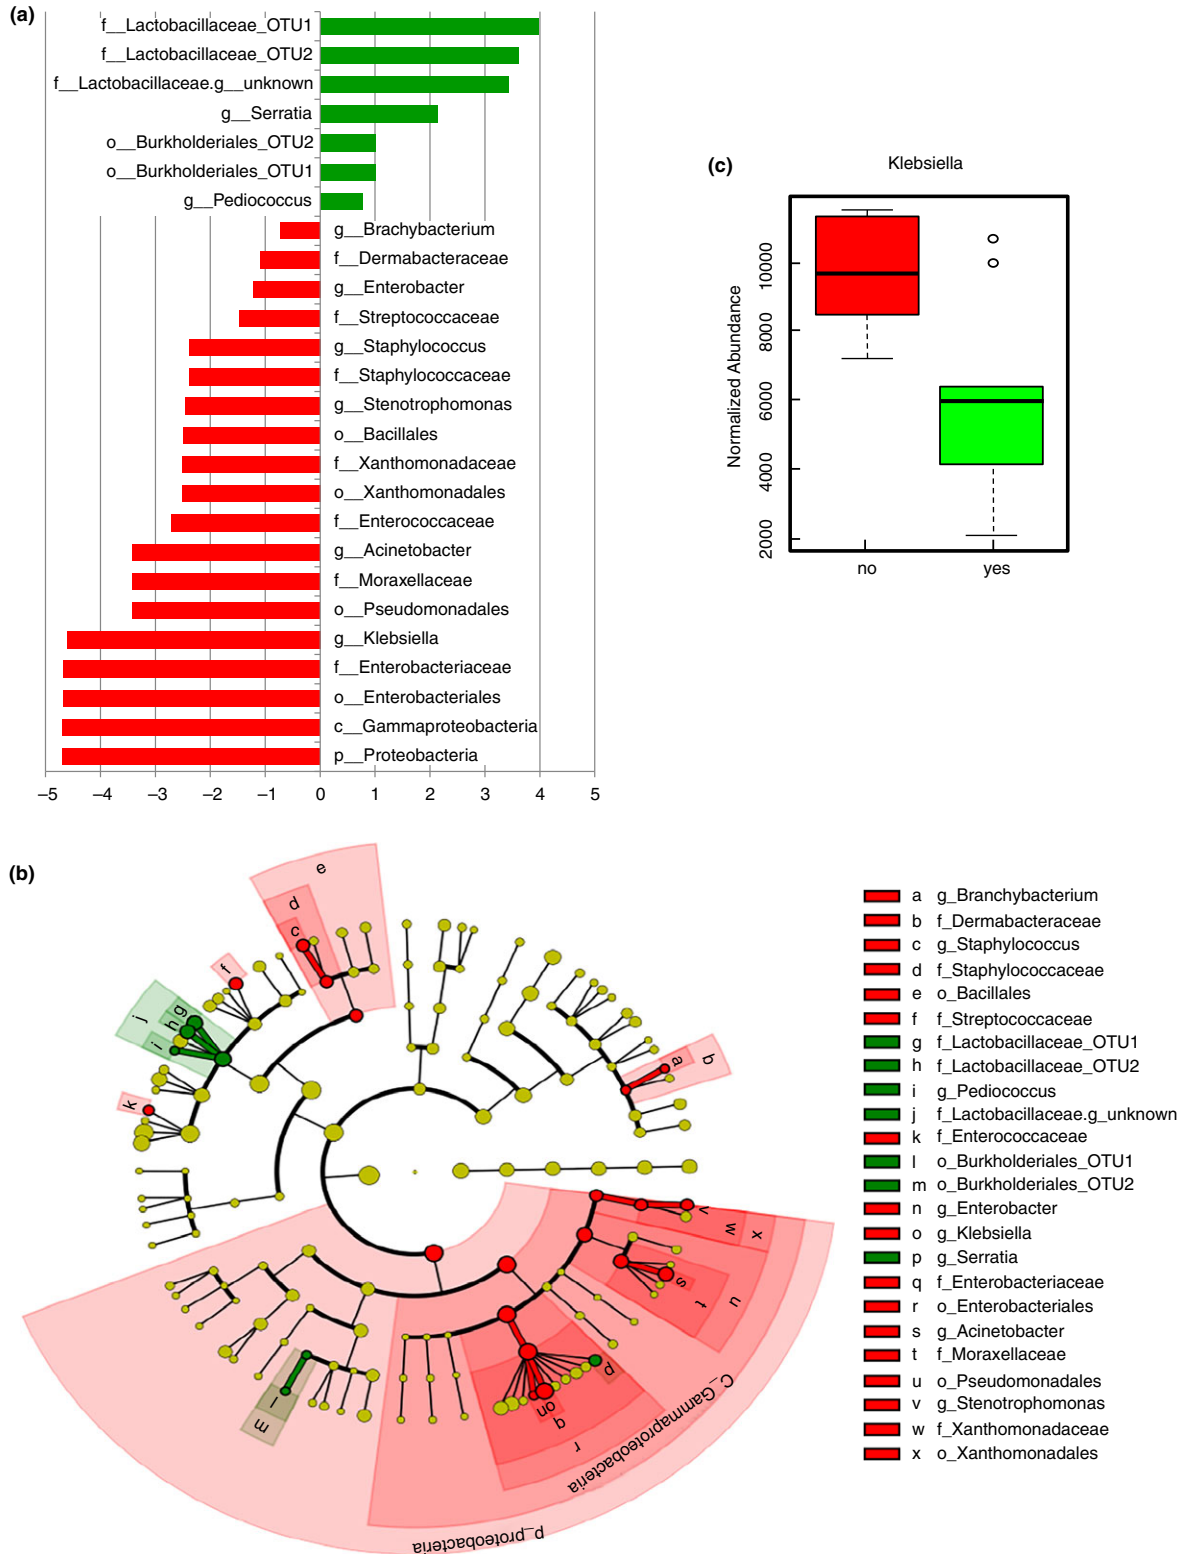 (a)
f__Lactobacillaceae_OTU1
f__Lactobacillaceae_OTU2
f__Lactobacillaceae.g__unknown
g__Serratia
o__Burkholderiales_OTU2
o__Burkholderiales_OTU1
g__Pediococcus
g__Brachybacterium
f__Dermabacteraceae
g__Enterobacter
f__Streptococcaceae
g__Staphylococcus
f__Staphylococcaceae
g__Stenotrophomonas
o__Bacillales
f__Xanthomonadaceae
o__Xanthomonadales
f__Enterococcaceae
g__Acinetobacter
f__Moraxellaceae
o__Pseudomonadales
g__Klebsiella
f__Enterobacteriaceae
o__Enterobacteriales
c__Gammaproteobacteria
p__Proteobacteria
–5 –4 –3 –2 –1 0 1 2 3 4 5
(c)
Klebsiella
Normalized Abundance
10000
8000
6000
4000
2000
no yes
(b)
e
d
c
f
g
h
j
i
k
a
b
v
w
x
s
t
u
p
o
n
q
r
l
m
C_Gammaproteobacteria
p_proteobacteria
a g_Branchybacterium
b f_Dermabacteraceae
c g_Staphylococcus
d f_Staphylococcaceae
e o_Bacillales
f f_Streptococcaceae
g f_Lactobacillaceae_OTU1
h f_Lactobacillaceae_OTU2
i g_Pediococcus
j f_Lactobacillaceae.g_unknown
k f_Enterococcaceae
l o_Burkholderiales_OTU1
m o_Burkholderiales_OTU2
n g_Enterobacter
o g_Klebsiella
p g_Serratia
q f_Enterobacteriaceae
r o_Enterobacteriales
s g_Acinetobacter
t f_Moraxellaceae
u o_Pseudomonadales
v g_Stenotrophomonas
w f_Xanthomonadaceae
x o_Xanthomonadales